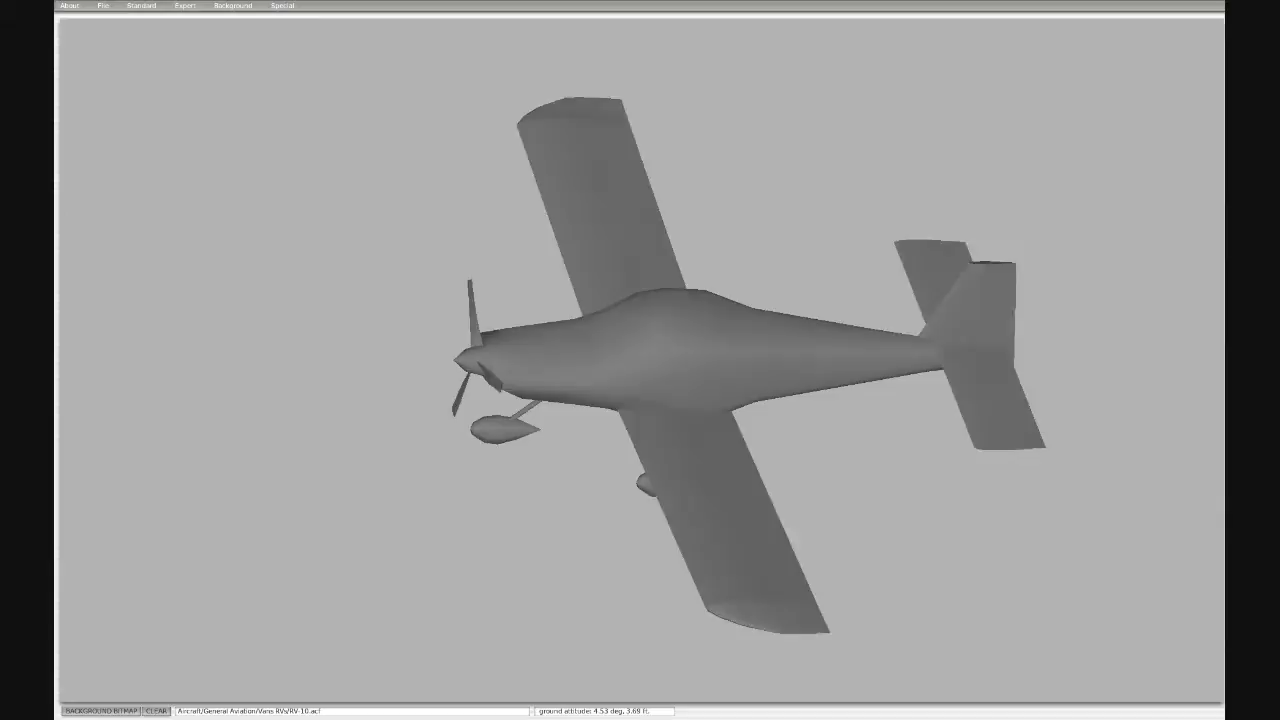 About File Standard Expert Background Special
BACKGROUND BITMAP CLEAR Aircraft/General Aviation/Vans RVs/RV-10.acf ground attitude: 4.53 deg, 3.69 ft.